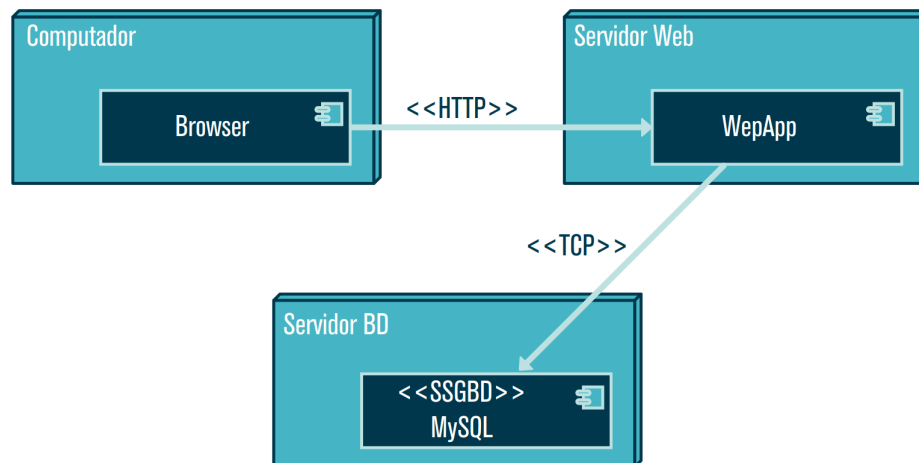 Computador
Servidor Web
Browser
<<HTTP>>
WepApp
<<TCP>>
Servidor BD
<<SSGBD>>
MySQL